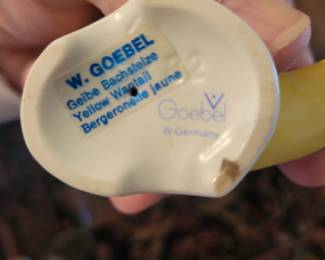 W. GOEBEL
Gelbe Bachstelze
Yellow Wagtail
Bergeronette jaune
Goebel
W. Germany